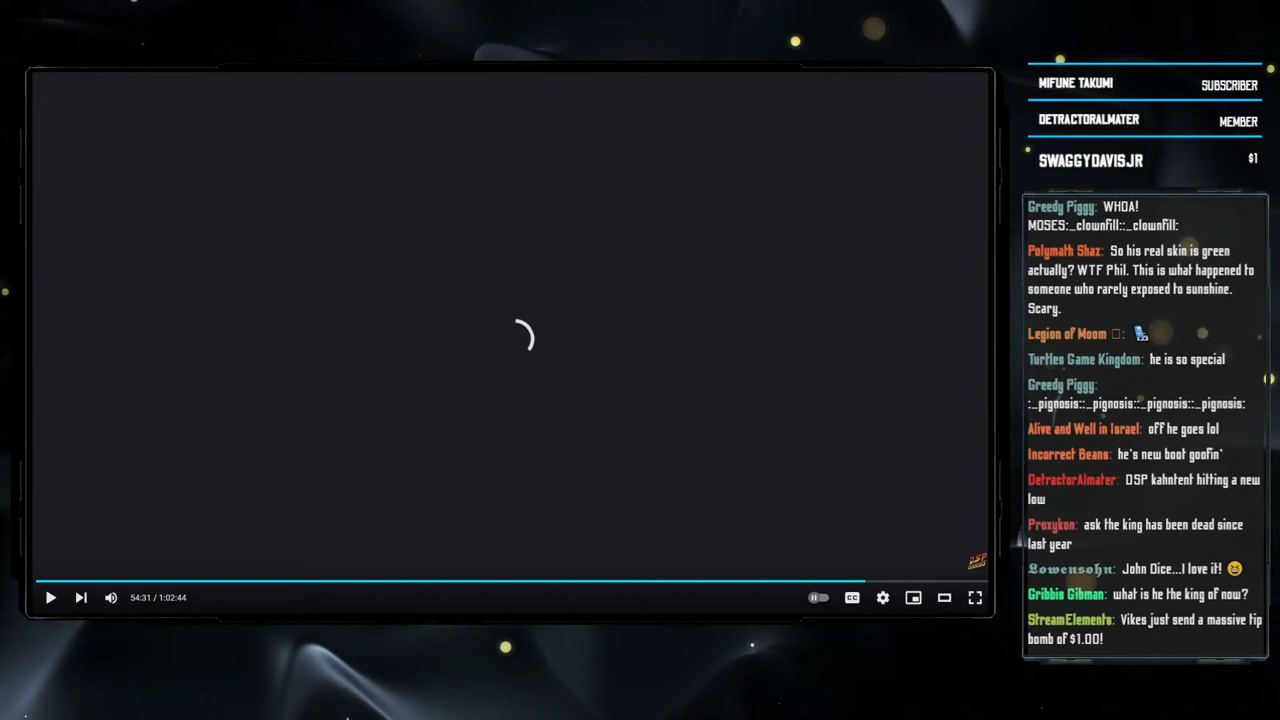 MIFUNE TAKUMI SUBSCRIBER
DETRACTORALMATER MEMBER
SWAGGYDAVISJR $1
Greedy Piggy: WHOA!
MOSES:_clownfill::_clownfill:
Polymath Shaz: So his real skin is green
actually? WTF Phil. This is what happened to
someone who rarely exposed to sunshine.
Scary.
Legion of Moom :
Turtles Game Kingdom: he is so special
Greedy Piggy:
:_pignosis::_pignosis::_pignosis::_pignosis:
Alive and Well in Israel: off he goes lol
Incorrect Beans: he's new boot goofin'
DetractorAlmater: DSP kahntent hitting a new
low
Proxykon: ask the king has been dead since
last year
Lowensohn: John Dice...I love it! 😆
Gribbis Gibman: what is he the king of now?
StreamElements: Vikes just send a massive tip
bomb of $1.00!
DSP
54:31 / 1:02:44
CC